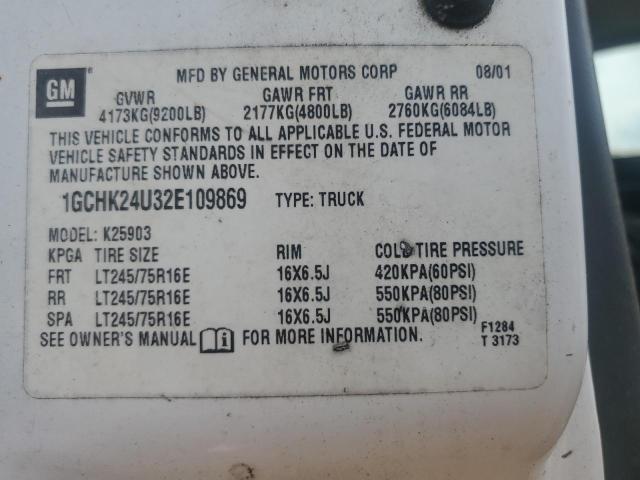 GM
MFD BY GENERAL MOTORS CORP 08/01
GVWR GAWR FRT GAWR RR
4173KG(9200LB) 2177KG(4800LB) 2760KG(6084LB)
THIS VEHICLE CONFORMS TO ALL APPLICABLE U.S. FEDERAL MOTOR
VEHICLE SAFETY STANDARDS IN EFFECT ON THE DATE OF
MANUFACTURE SHOWN ABOVE.
1GCHK24U32E109869 TYPE: TRUCK
MODEL: K25903
KPGA TIRE SIZE RIM COLD TIRE PRESSURE
FRT LT245/75R16E 16X6.5J 420KPA(60PSI)
RR LT245/75R16E 16X6.5J 550KPA(80PSI)
SPA LT245/75R16E 16X6.5J 550KPA(80PSI)
SEE OWNER'S MANUAL FOR MORE INFORMATION.
F1284
T 3173